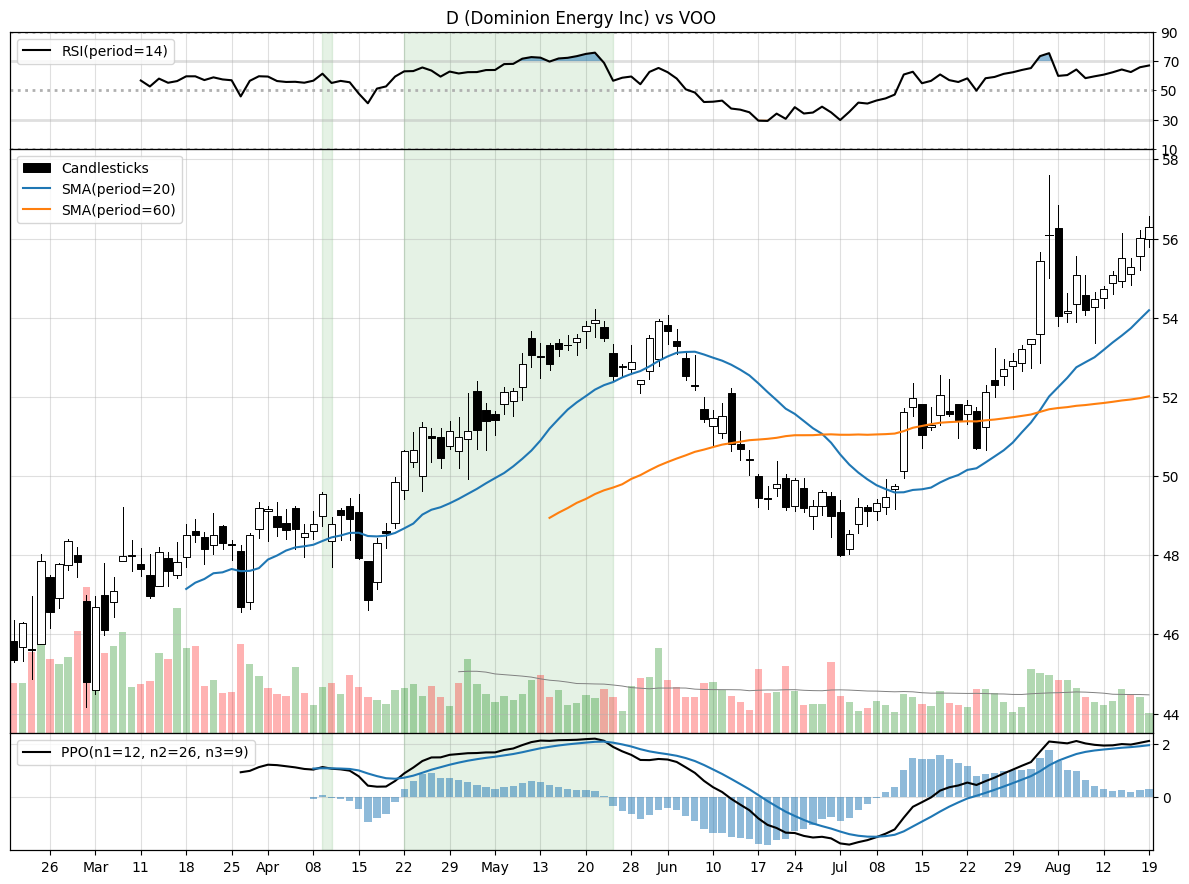 D (Dominion Energy Inc) vs VOO
RSI(period=14)
90
70
50
30
10
Candlesticks
SMA(period=20)
SMA(period=60)
58
56
54
52
50
48
46
44
PPO(n1=12, n2=26, n3=9)
2
0
26 Mar 11 18 25 Apr 08 15 22 29 May 13 20 28 Jun 10 17 24 Jul 08 15 22 29 Aug 12 19